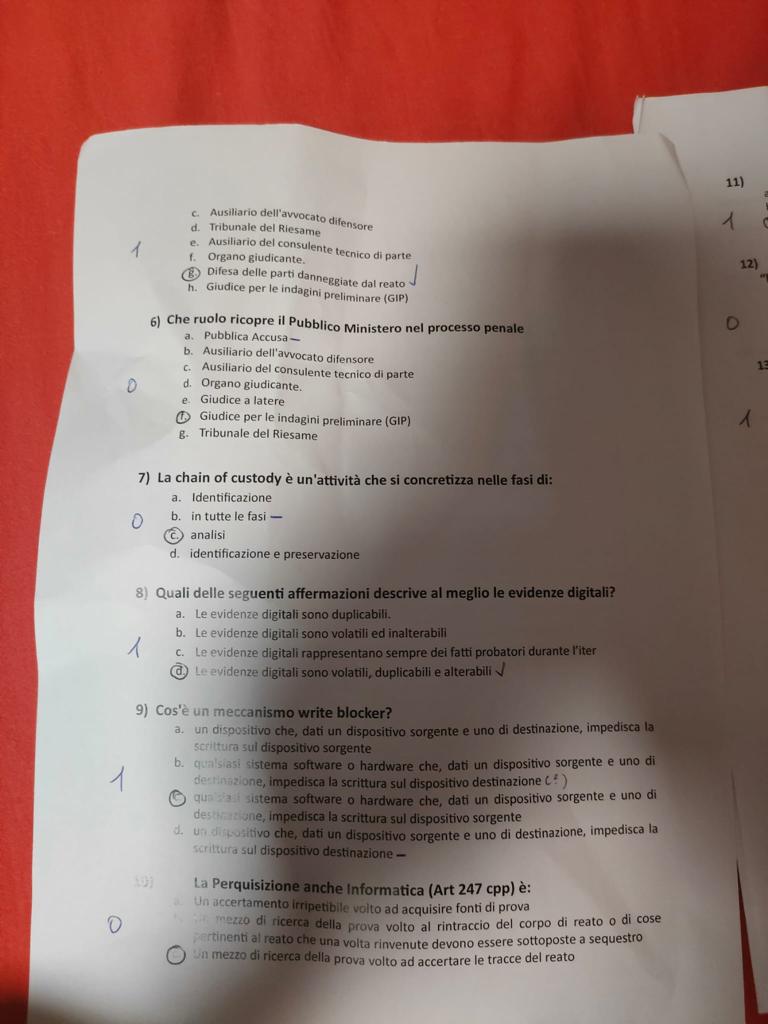 c. Ausiliario dell'avvocato difensore
d. Tribunale del Riesame
e. Ausiliario del consulente tecnico di parte
1
f. Organo giudicante.
g. Difesa delle parti danneggiate dal reato ✓
h. Giudice per le indagini preliminare (GIP)
6) Che ruolo ricopre il Pubblico Ministero nel processo penale
a. Pubblica Accusa –
b. Ausiliario dell'avvocato difensore
c. Ausiliario del consulente tecnico di parte
0
d. Organo giudicante.
e. Giudice a latere
f. Giudice per le indagini preliminare (GIP)
g. Tribunale del Riesame
7) La chain of custody è un'attività che si concretizza nelle fasi di:
a. Identificazione
0
b. in tutte le fasi –
c. analisi
d. identificazione e preservazione
8) Quali delle seguenti affermazioni descrive al meglio le evidenze digitali?
a. Le evidenze digitali sono duplicabili.
b. Le evidenze digitali sono volatili ed inalterabili
1
c. Le evidenze digitali rappresentano sempre dei fatti probatori durante l'iter
d. Le evidenze digitali sono volatili, duplicabili e alterabili ✓
9) Cos'è un meccanismo write blocker?
a. un dispositivo che, dati un dispositivo sorgente e uno di destinazione, impedisca la
scrittura sul dispositivo sorgente
b. qualsiasi sistema software o hardware che, dati un dispositivo sorgente e uno di
1
destinazione, impedisca la scrittura sul dispositivo destinazione (?)
c. qualsiasi sistema software o hardware che, dati un dispositivo sorgente e uno di
destinazione, impedisca la scrittura sul dispositivo sorgente
d. un dispositivo che, dati un dispositivo sorgente e uno di destinazione, impedisca la
scrittura sul dispositivo destinazione –
10) La Perquisizione anche Informatica (Art 247 cpp) è:
a. Un accertamento irripetibile volto ad acquisire fonti di prova
0
b. Un mezzo di ricerca della prova volto al rintraccio del corpo di reato o di cose
pertinenti al reato che una volta rinvenute devono essere sottoposte a sequestro
Un mezzo di ricerca della prova volto ad accertare le tracce del reato
11)
1
12)
0
13
1